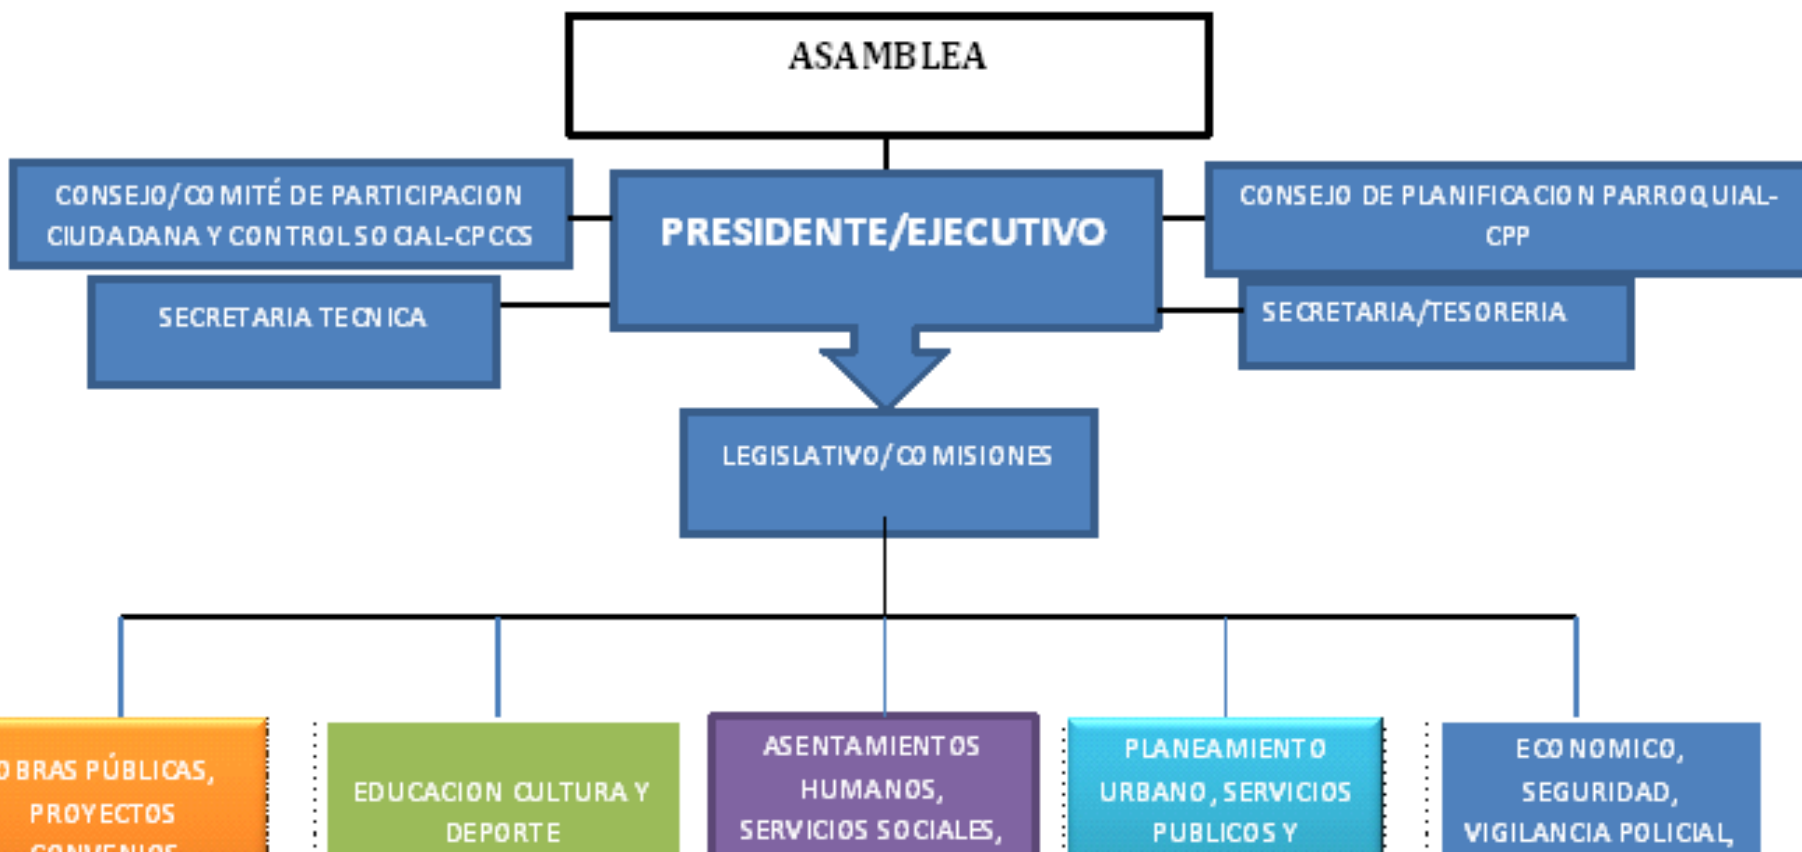 ASAMBLEA
CONSEJO/COMITÉ DE PARTICIPACION
CIUDADANA Y CONTROL SOCIAL-CPCCS
PRESIDENTE/EJECUTIVO
CONSEJO DE PLANIFICACION PARROQUIAL-
CPP
SECRETARIA TECNICA
SECRETARIA/TESORERIA
LEGISLATIVO/COMISIONES
OBRAS PÚBLICAS,
PROYECTOS
CONVENIOS
EDUCACION CULTURA Y
DEPORTE
ASENTAMIENTOS
HUMANOS,
SERVICIOS SOCIALES,
PLANEAMIENTO
URBANO, SERVICIOS
PUBLICOS Y
ECONOMICO,
SEGURIDAD,
VIGILANCIA POLICIAL,